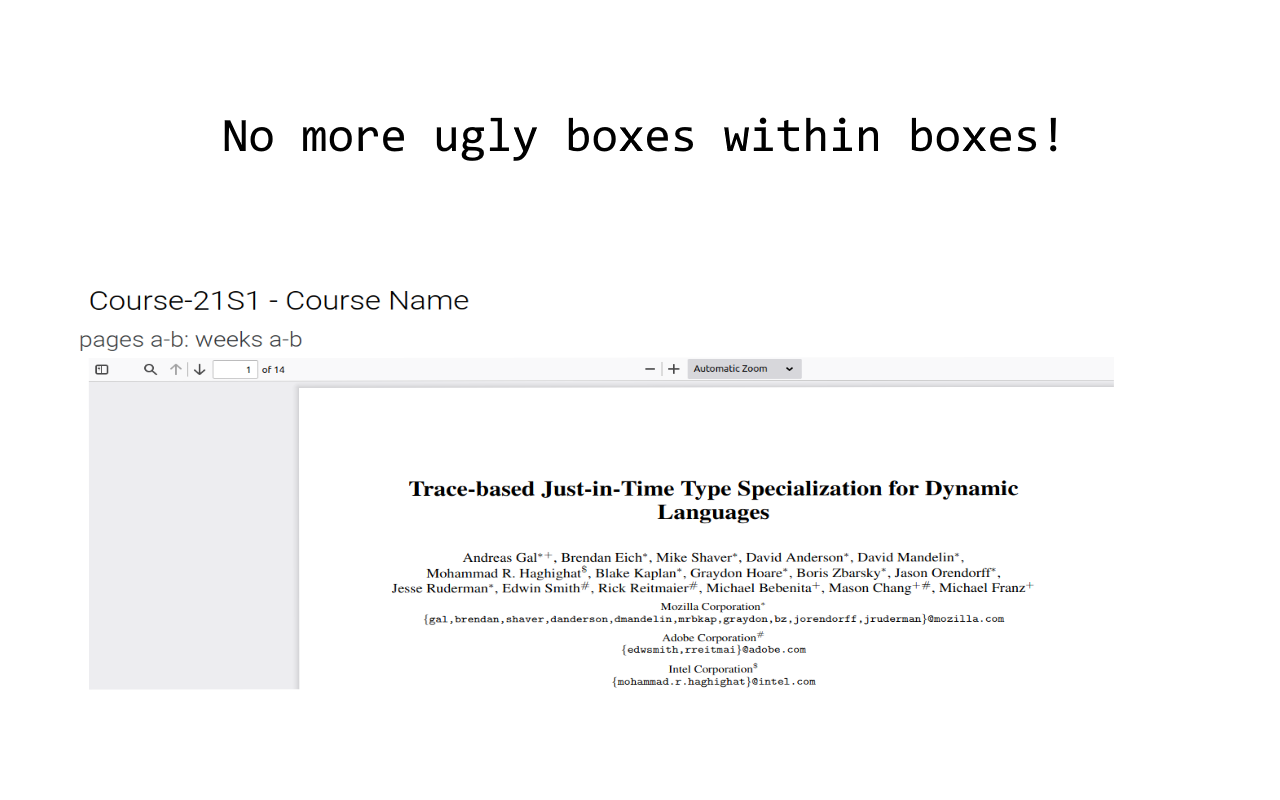 No more ugly boxes within boxes!
Course-21S1 - Course Name
pages a-b: weeks a-b
1 of 14
Automatic Zoom
Trace-based Just-in-Time Type Specialization for Dynamic
Languages
Andreas Gal*+, Brendan Eich*, Mike Shaver*, David Anderson*, David Mandelin*,
Mohammad R. Haghighat$, Blake Kaplan*, Graydon Hoare*, Boris Zbarsky*, Jason Orendorff*,
Jesse Ruderman*, Edwin Smith#, Rick Reitmaier#, Michael Bebenita+, Mason Chang+#, Michael Franz+
Mozilla Corporation*
{gal,brendan,shaver,danderson,dmandelin,mrbkap,graydon,bz,jorendorff,jruderman}@mozilla.com
Adobe Corporation#
{edwsmith,rreitmai}@adobe.com
Intel Corporation$
{mohammad.r.haghighat}@intel.com